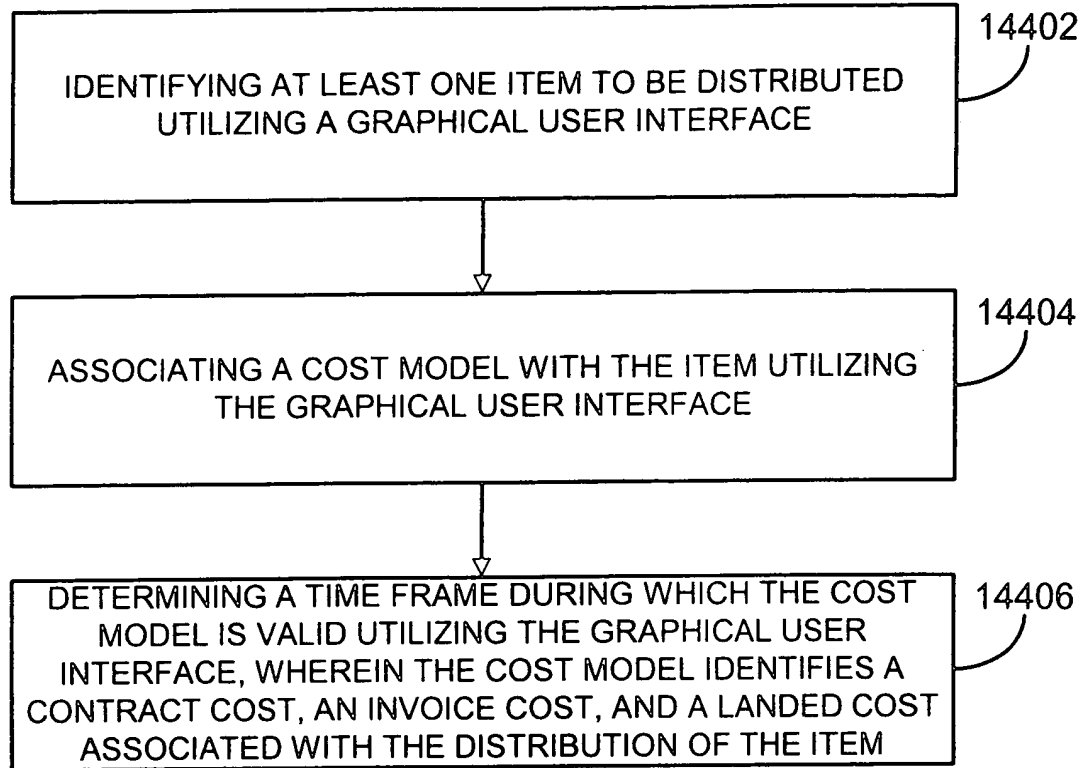 14402
IDENTIFYING AT LEAST ONE ITEM TO BE DISTRIBUTED
UTILIZING A GRAPHICAL USER INTERFACE
14404
ASSOCIATING A COST MODEL WITH THE ITEM UTILIZING
THE GRAPHICAL USER INTERFACE
14406
DETERMINING A TIME FRAME DURING WHICH THE COST
MODEL IS VALID UTILIZING THE GRAPHICAL USER
INTERFACE, WHEREIN THE COST MODEL IDENTIFIES A
CONTRACT COST, AN INVOICE COST, AND A LANDED COST
ASSOCIATED WITH THE DISTRIBUTION OF THE ITEM